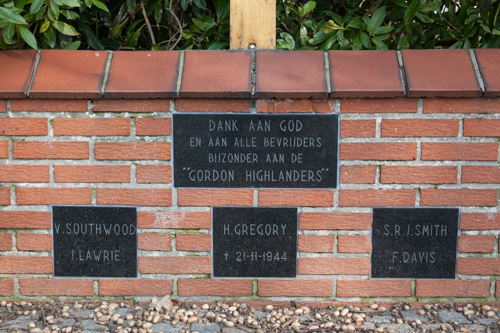 DANK AAN GOD
EN AAN ALLE BEVRIJDERS
BIJZONDER AAN DE
"GORDON HIGHLANDERS"
V. SOUTHWOOD
J. LAWRIE
H. GREGORY
† 21-11-1944
S.R.J. SMITH
F. DAVIS